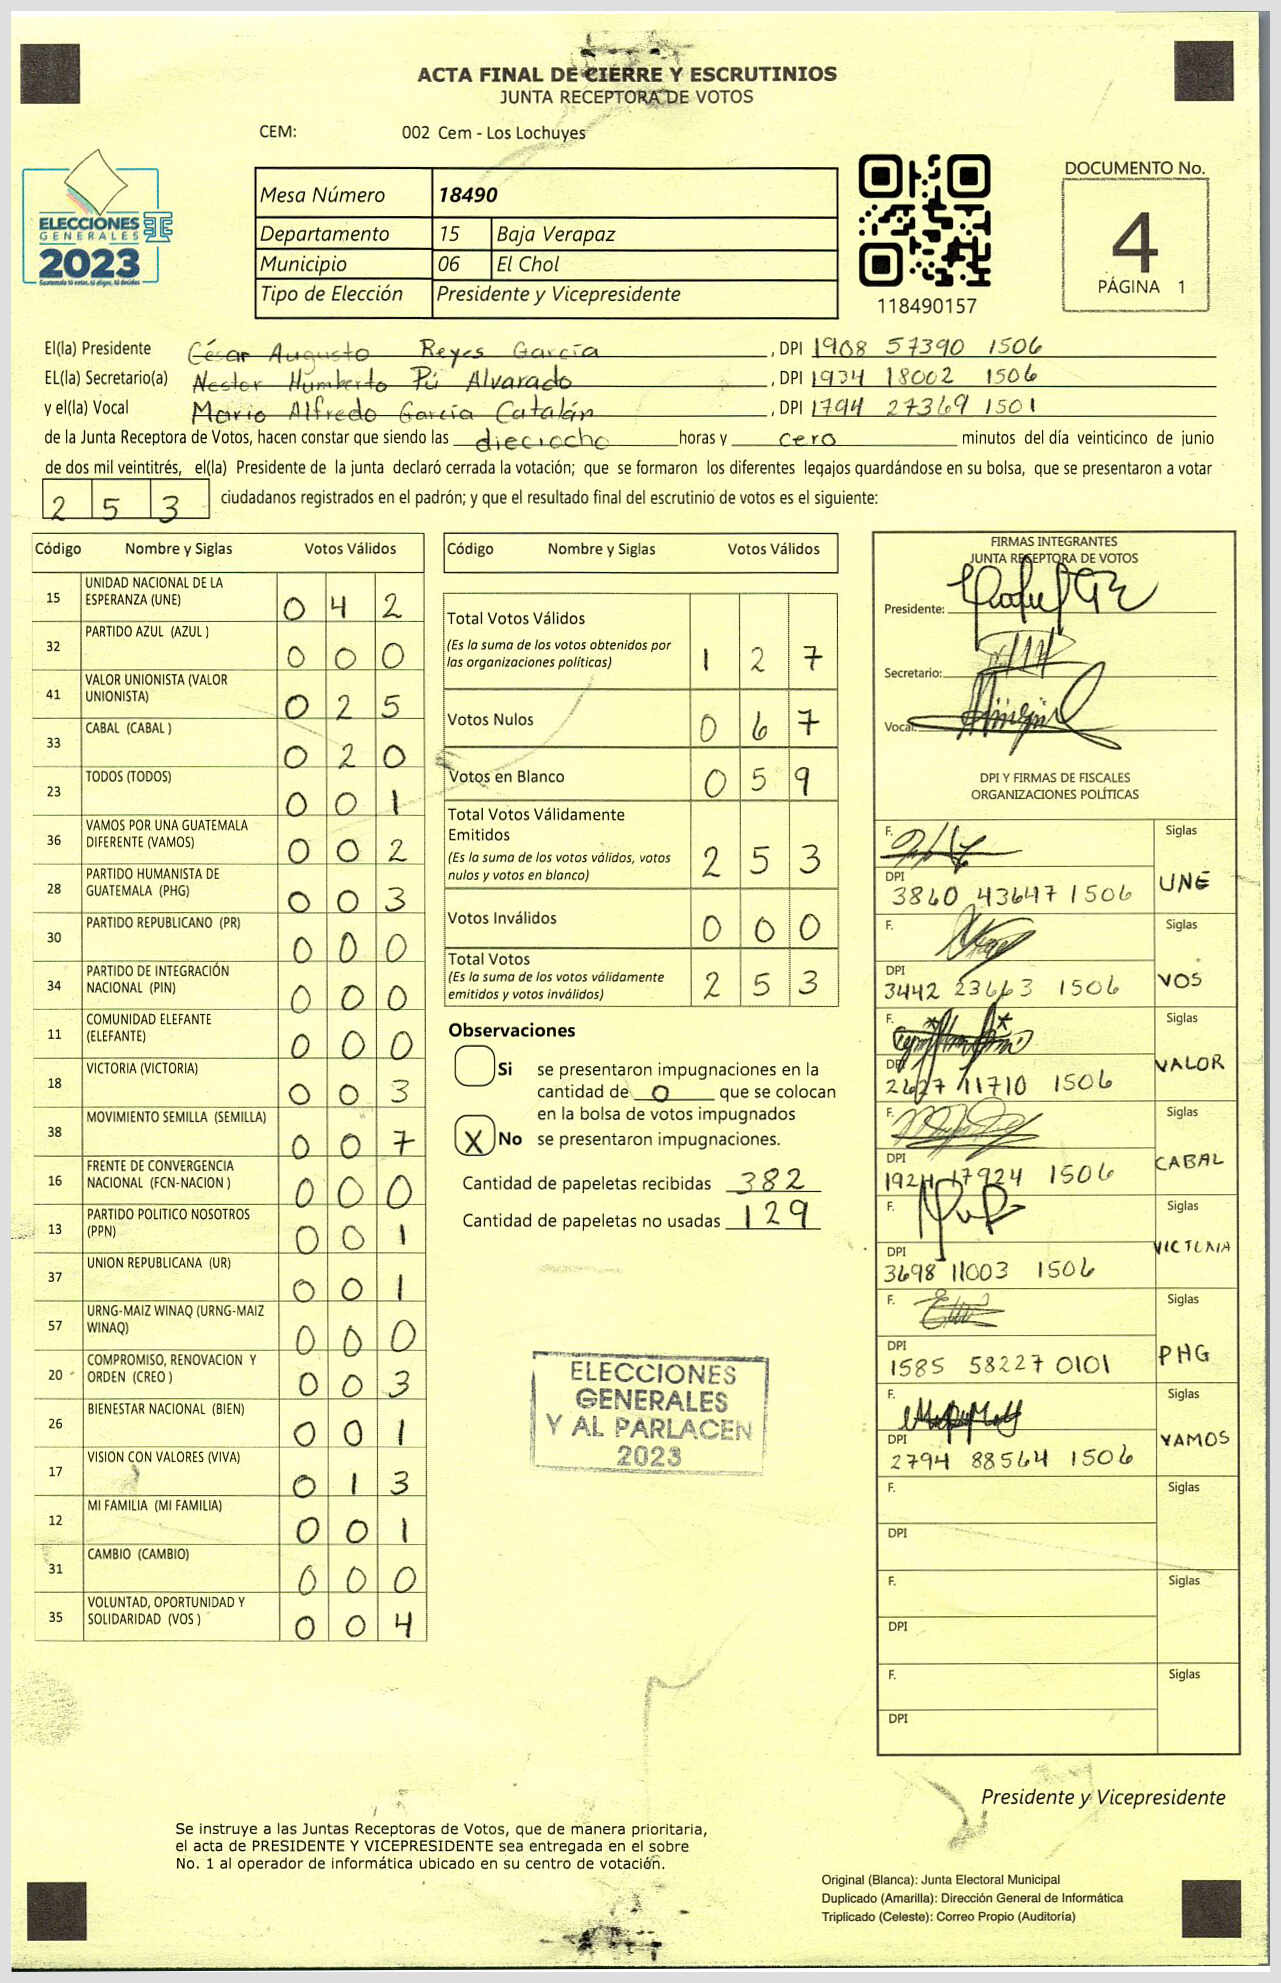 ACTA FINAL DE CIERRE Y ESCRUTINIOS
JUNTA RECEPTORA DE VOTOS
CEM: 002 Cem - Los Lochuyes
ELECCIONES
GENERALES
2023
Mesa Número 18490
Departamento 15 Baja Verapaz
Municipio 06 El Chol
Tipo de Elección Presidente y Vicepresidente
118490157
DOCUMENTO No.
4
PÁGINA 1
El(la) Presidente César Augusto Reyes García, DPI 1908 57390 1506
EL(la) Secretario(a) Nestor Humberto Pú Alvarado, DPI 1934 18002 1506
y el(la) Vocal Mario Alfredo García Catalán, DPI 1794 27369 1501
de la Junta Receptora de Votos, hacen constar que siendo las dieciocho horas y cero minutos del día veinticinco de junio
de dos mil veintitrés, el(la) Presidente de la junta declaró cerrada la votación; que se formaron los diferentes legajos guardándose en su bolsa, que se presentaron a votar
253 ciudadanos registrados en el padrón; y que el resultado final del escrutinio de votos es el siguiente:
Código Nombre y Siglas Votos Válidos
15 UNIDAD NACIONAL DE LA ESPERANZA (UNE) 0 4 2
32 PARTIDO AZUL (AZUL ) 0 0 0
41 VALOR UNIONISTA (VALOR UNIONISTA) 0 2 5
33 CABAL (CABAL ) 0 2 0
23 TODOS (TODOS) 0 0 1
36 VAMOS POR UNA GUATEMALA DIFERENTE (VAMOS) 0 0 2
28 PARTIDO HUMANISTA DE GUATEMALA (PHG) 0 0 3
30 PARTIDO REPUBLICANO (PR) 0 0 0
34 PARTIDO DE INTEGRACIÓN NACIONAL (PIN) 0 0 0
11 COMUNIDAD ELEFANTE (ELEFANTE) 0 0 0
18 VICTORIA (VICTORIA) 0 0 3
38 MOVIMIENTO SEMILLA (SEMILLA) 0 0 7
16 FRENTE DE CONVERGENCIA NACIONAL (FCN-NACION ) 0 0 0
13 PARTIDO POLITICO NOSOTROS (PPN) 0 0 1
37 UNION REPUBLICANA (UR) 0 0 1
57 URNG-MAIZ WINAQ (URNG-MAIZ WINAQ) 0 0 0
20 COMPROMISO, RENOVACION Y ORDEN (CREO ) 0 0 3
26 BIENESTAR NACIONAL (BIEN) 0 0 1
17 VISION CON VALORES (VIVA) 0 1 3
12 MI FAMILIA (MI FAMILIA) 0 0 1
31 CAMBIO (CAMBIO) 0 0 0
35 VOLUNTAD, OPORTUNIDAD Y SOLIDARIDAD (VOS ) 0 0 4
Código Nombre y Siglas Votos Válidos
Total Votos Válidos 1 2 7
(Es la suma de los votos obtenidos por
las organizaciones políticas)
Votos Nulos 0 6 7
Votos en Blanco 0 5 9
Total Votos Válidamente
Emitidos 2 5 3
(Es la suma de los votos válidos, votos
nulos y votos en blanco)
Votos Inválidos 0 0 0
Total Votos 2 5 3
(Es la suma de los votos válidamente
emitidos y votos inválidos)
Observaciones
Si se presentaron impugnaciones en la
cantidad de 0 que se colocan
en la bolsa de votos impugnados
X No se presentaron impugnaciones.
Cantidad de papeletas recibidas 382
Cantidad de papeletas no usadas 129
ELECCIONES
GENERALES
Y AL PARLACEN
2023
FIRMAS INTEGRANTES
JUNTA RECEPTORA DE VOTOS
Presidente:
Secretario:
Vocal:
DPI Y FIRMAS DE FISCALES
ORGANIZACIONES POLÍTICAS
F. Siglas
DPI 3860 43647 1506 UNE
F. Siglas
DPI 3442 23663 1506 VOS
F. Siglas
DPI 2627 11710 1506 VALOR
F. Siglas
DPI 1924 17924 1506 CABAL
F. Siglas
DPI 3698 11003 1506 VICTORIA
F. Siglas
DPI 1585 58227 0101 PHG
F. Siglas
DPI 2794 88564 1506 VAMOS
F. Siglas
DPI
F. Siglas
DPI
F. Siglas
DPI
Presidente y Vicepresidente
Se instruye a las Juntas Receptoras de Votos, que de manera prioritaria,
el acta de PRESIDENTE Y VICEPRESIDENTE sea entregada en el sobre
No. 1 al operador de informática ubicado en su centro de votación.
Original (Blanca): Junta Electoral Municipal
Duplicado (Amarilla): Dirección General de Informática
Triplicado (Celeste): Correo Propio (Auditoría)